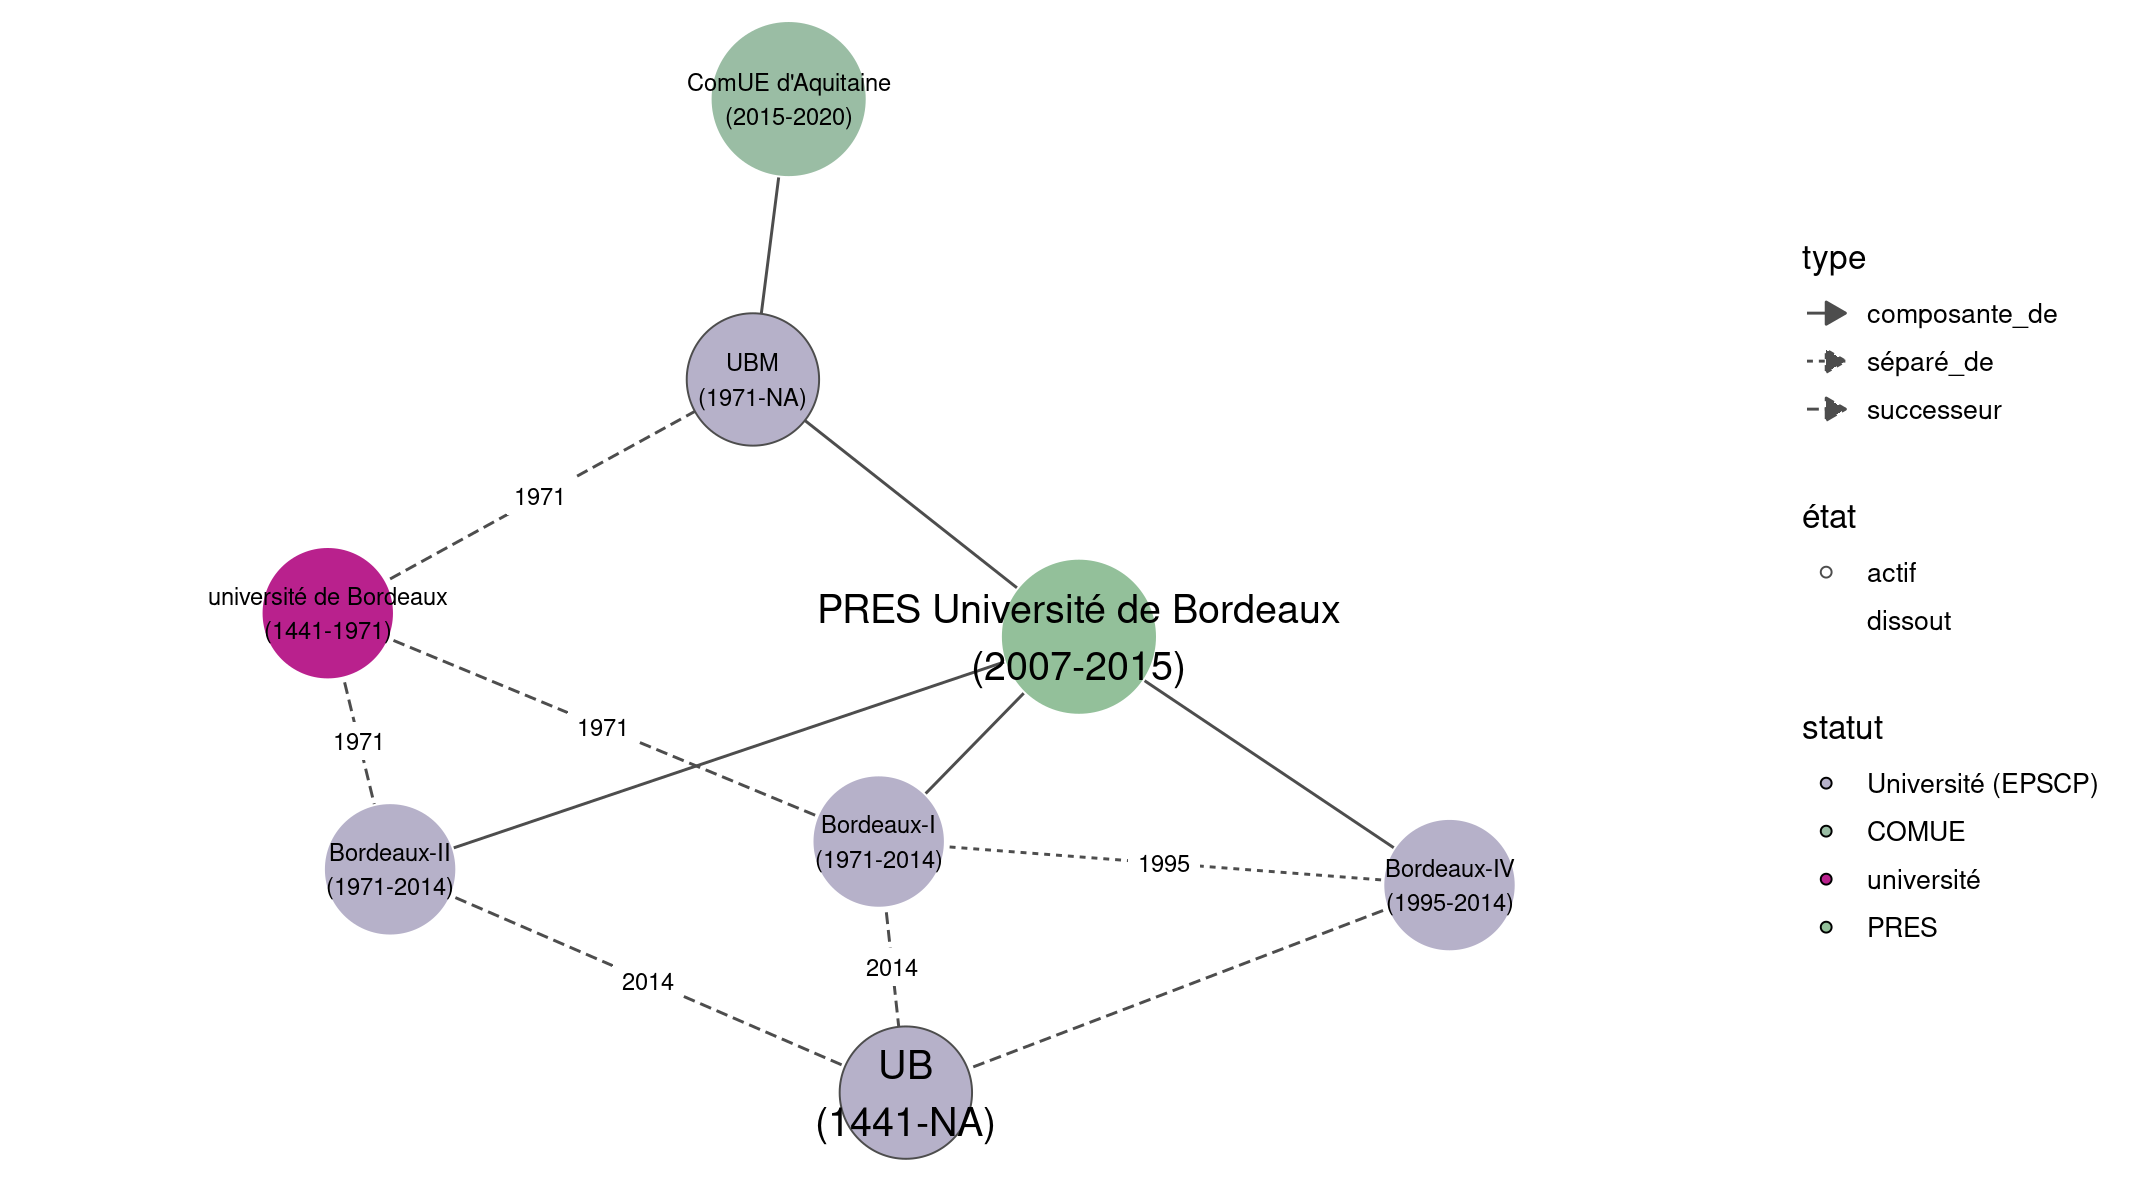 ComUE d'Aquitaine
(2015-2020)
UBM
(1971-NA)
1971
université de Bordeaux
(1441-1971)
PRES Université de Bordeaux
(2007-2015)
1971
1971
Bordeaux-I
(1971-2014)
Bordeaux-II
(1971-2014)
1995
Bordeaux-IV
(1995-2014)
2014
2014
UB
(1441-NA)
type
composante_de
séparé_de
successeur
état
actif
dissout
statut
Université (EPSCP)
COMUE
université
PRES